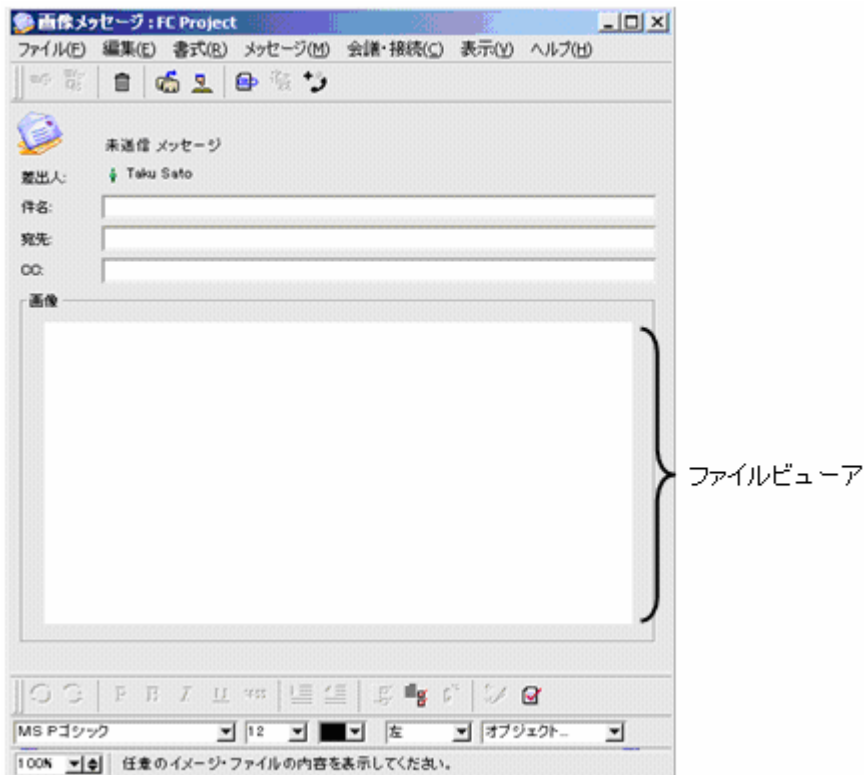 画像メッセージ : FC Project
ファイル(F) 編集(E) 書式(R) メッセージ(M) 会議・接続(C) 表示(V) ヘルプ(H)
未送信 メッセージ
差出人: Taku Sato
件名:
宛先:
CC:
画像
ファイルビューア
P B I U
MS Pゴシック 12 左 オブジェクト...
100% 任意のイメージ・ファイルの内容を表示してください。